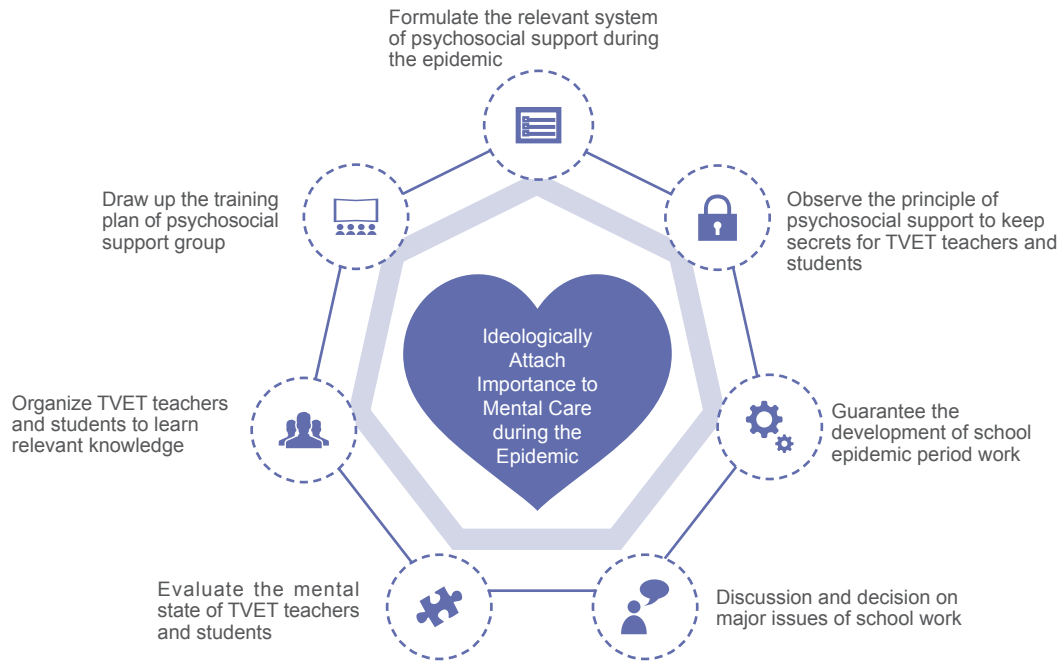 Formulate the relevant system
of psychosocial support during
the epidemic
Draw up the training
plan of psychosocial
support group
Observe the principle of
psychosocial support to keep
secrets for TVET teachers and
students
Ideologically
Attach
Importance to
Mental Care
during the
Epidemic
Organize TVET teachers
and students to learn
relevant knowledge
Guarantee the
development of school
epidemic period work
Evaluate the mental
state of TVET teachers
and students
Discussion and decision on
major issues of school work